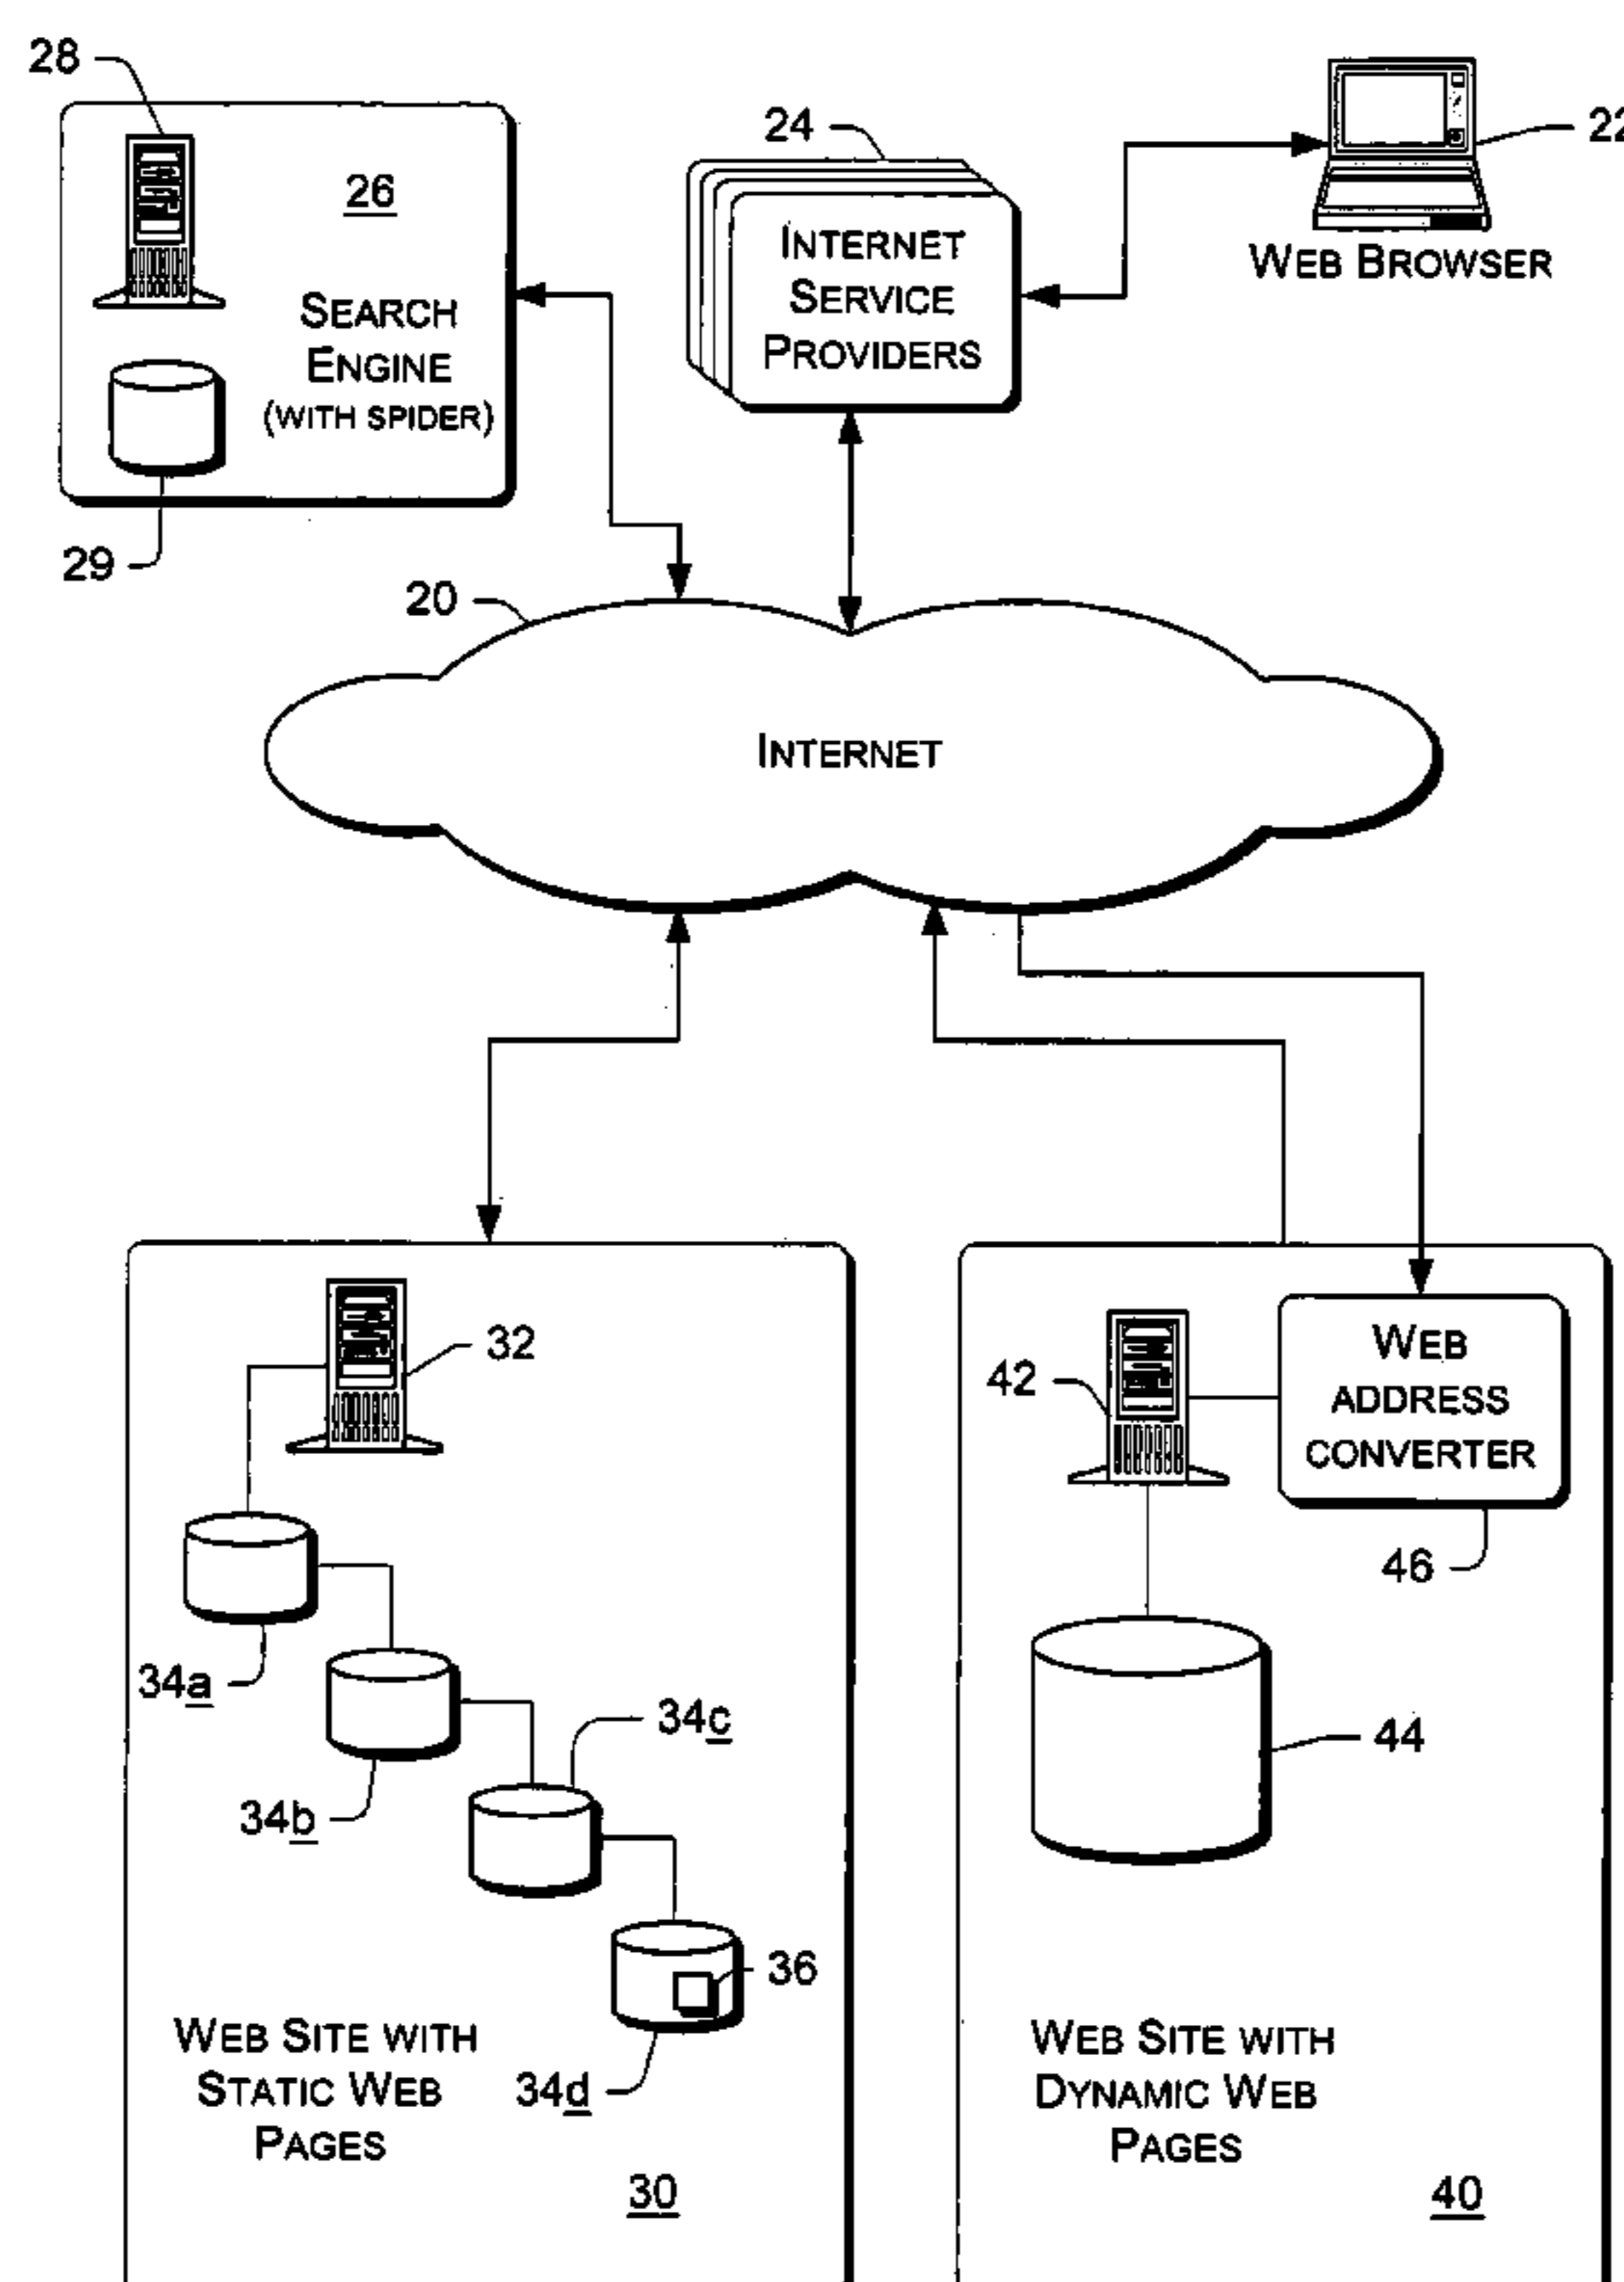 28
26
SEARCH
ENGINE
(WITH SPIDER)
29
24
INTERNET
SERVICE
PROVIDERS
22
WEB BROWSER
20
INTERNET
32
34a
34b
34c
36
34d
WEB SITE WITH
STATIC WEB
PAGES
30
42
WEB
ADDRESS
CONVERTER
46
44
WEB SITE WITH
DYNAMIC WEB
PAGES
40